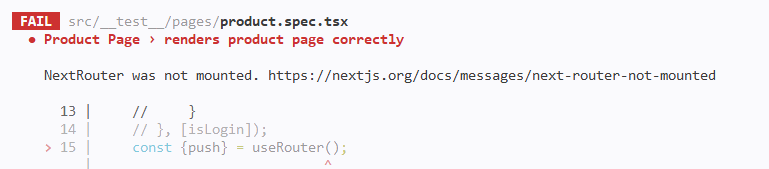 FAIL src/__test__/pages/product.spec.tsx
● Product Page › renders product page correctly
NextRouter was not mounted. https://nextjs.org/docs/messages/next-router-not-mounted
13 | // }
14 | // }, [isLogin]);
> 15 | const {push} = useRouter();
| ^